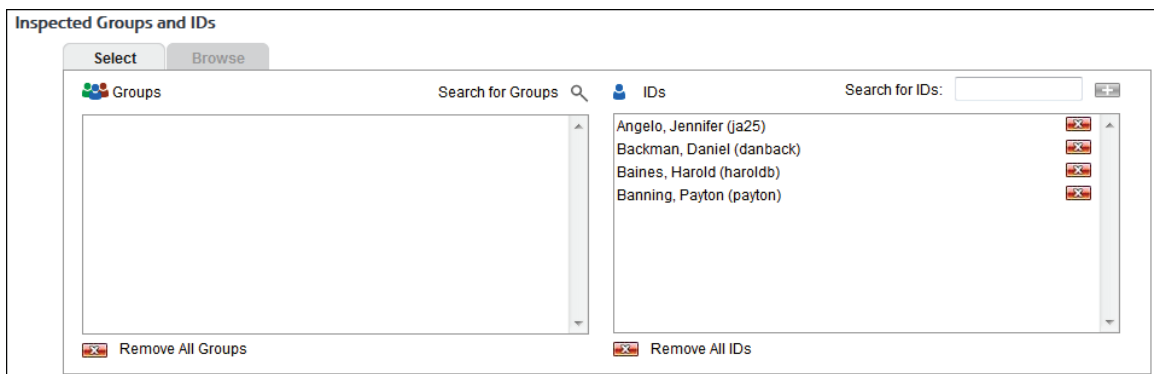 Inspected Groups and IDs
Select Browse
Groups Search for Groups IDs Search for IDs:
Angelo, Jennifer (ja25)
Backman, Daniel (danback)
Baines, Harold (haroldb)
Banning, Payton (payton)
Remove All Groups Remove All IDs